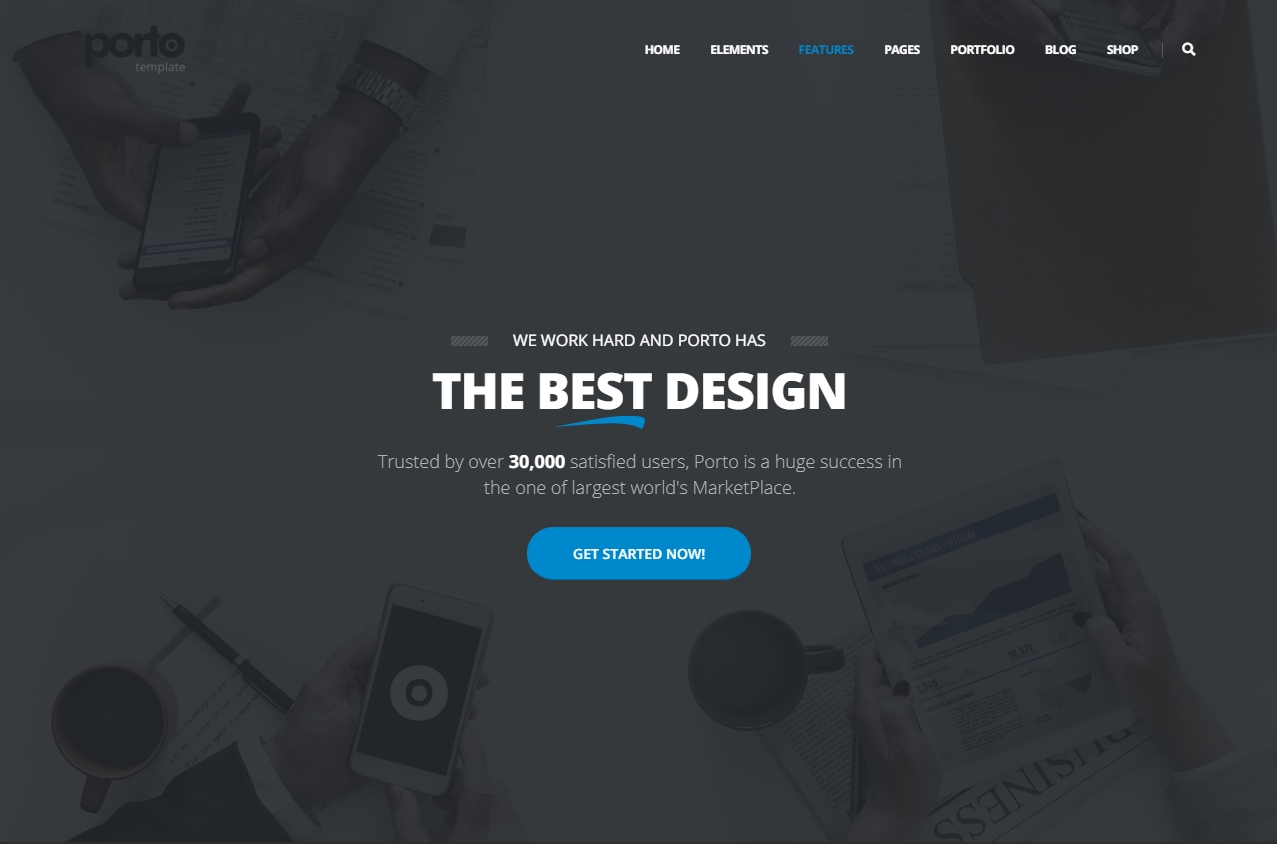 porto
template
HOME ELEMENTS FEATURES PAGES PORTFOLIO BLOG SHOP
WE WORK HARD AND PORTO HAS
THE BEST DESIGN
Trusted by over 30,000 satisfied users, Porto is a huge success in
the one of largest world's MarketPlace.
GET STARTED NOW!
BUSINESS